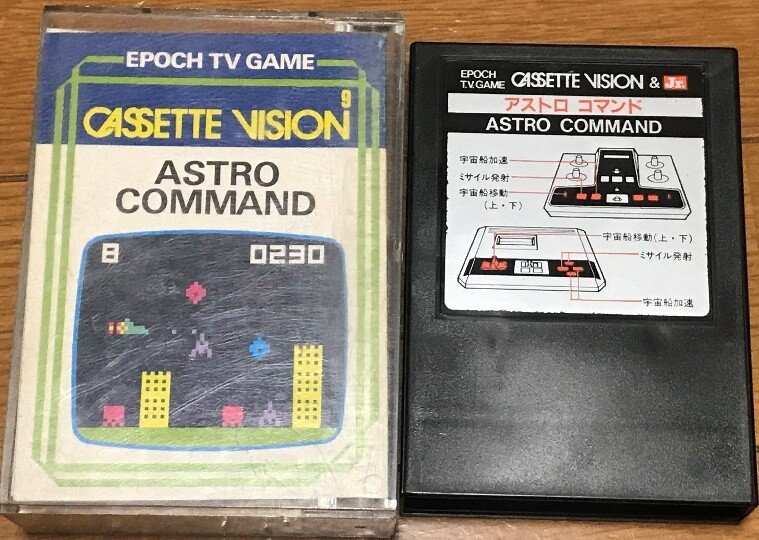 EPOCH TV GAME
9
CASSETTE VISION
ASTRO
COMMAND
8 0230
EPOCH
T.V.GAME CASSETTE VISION & Jr.
アストロ コマンド
ASTRO COMMAND
宇宙船加速
ミサイル発射
宇宙船移動
(上・下)
宇宙船移動(上・下)
ミサイル発射
宇宙船加速